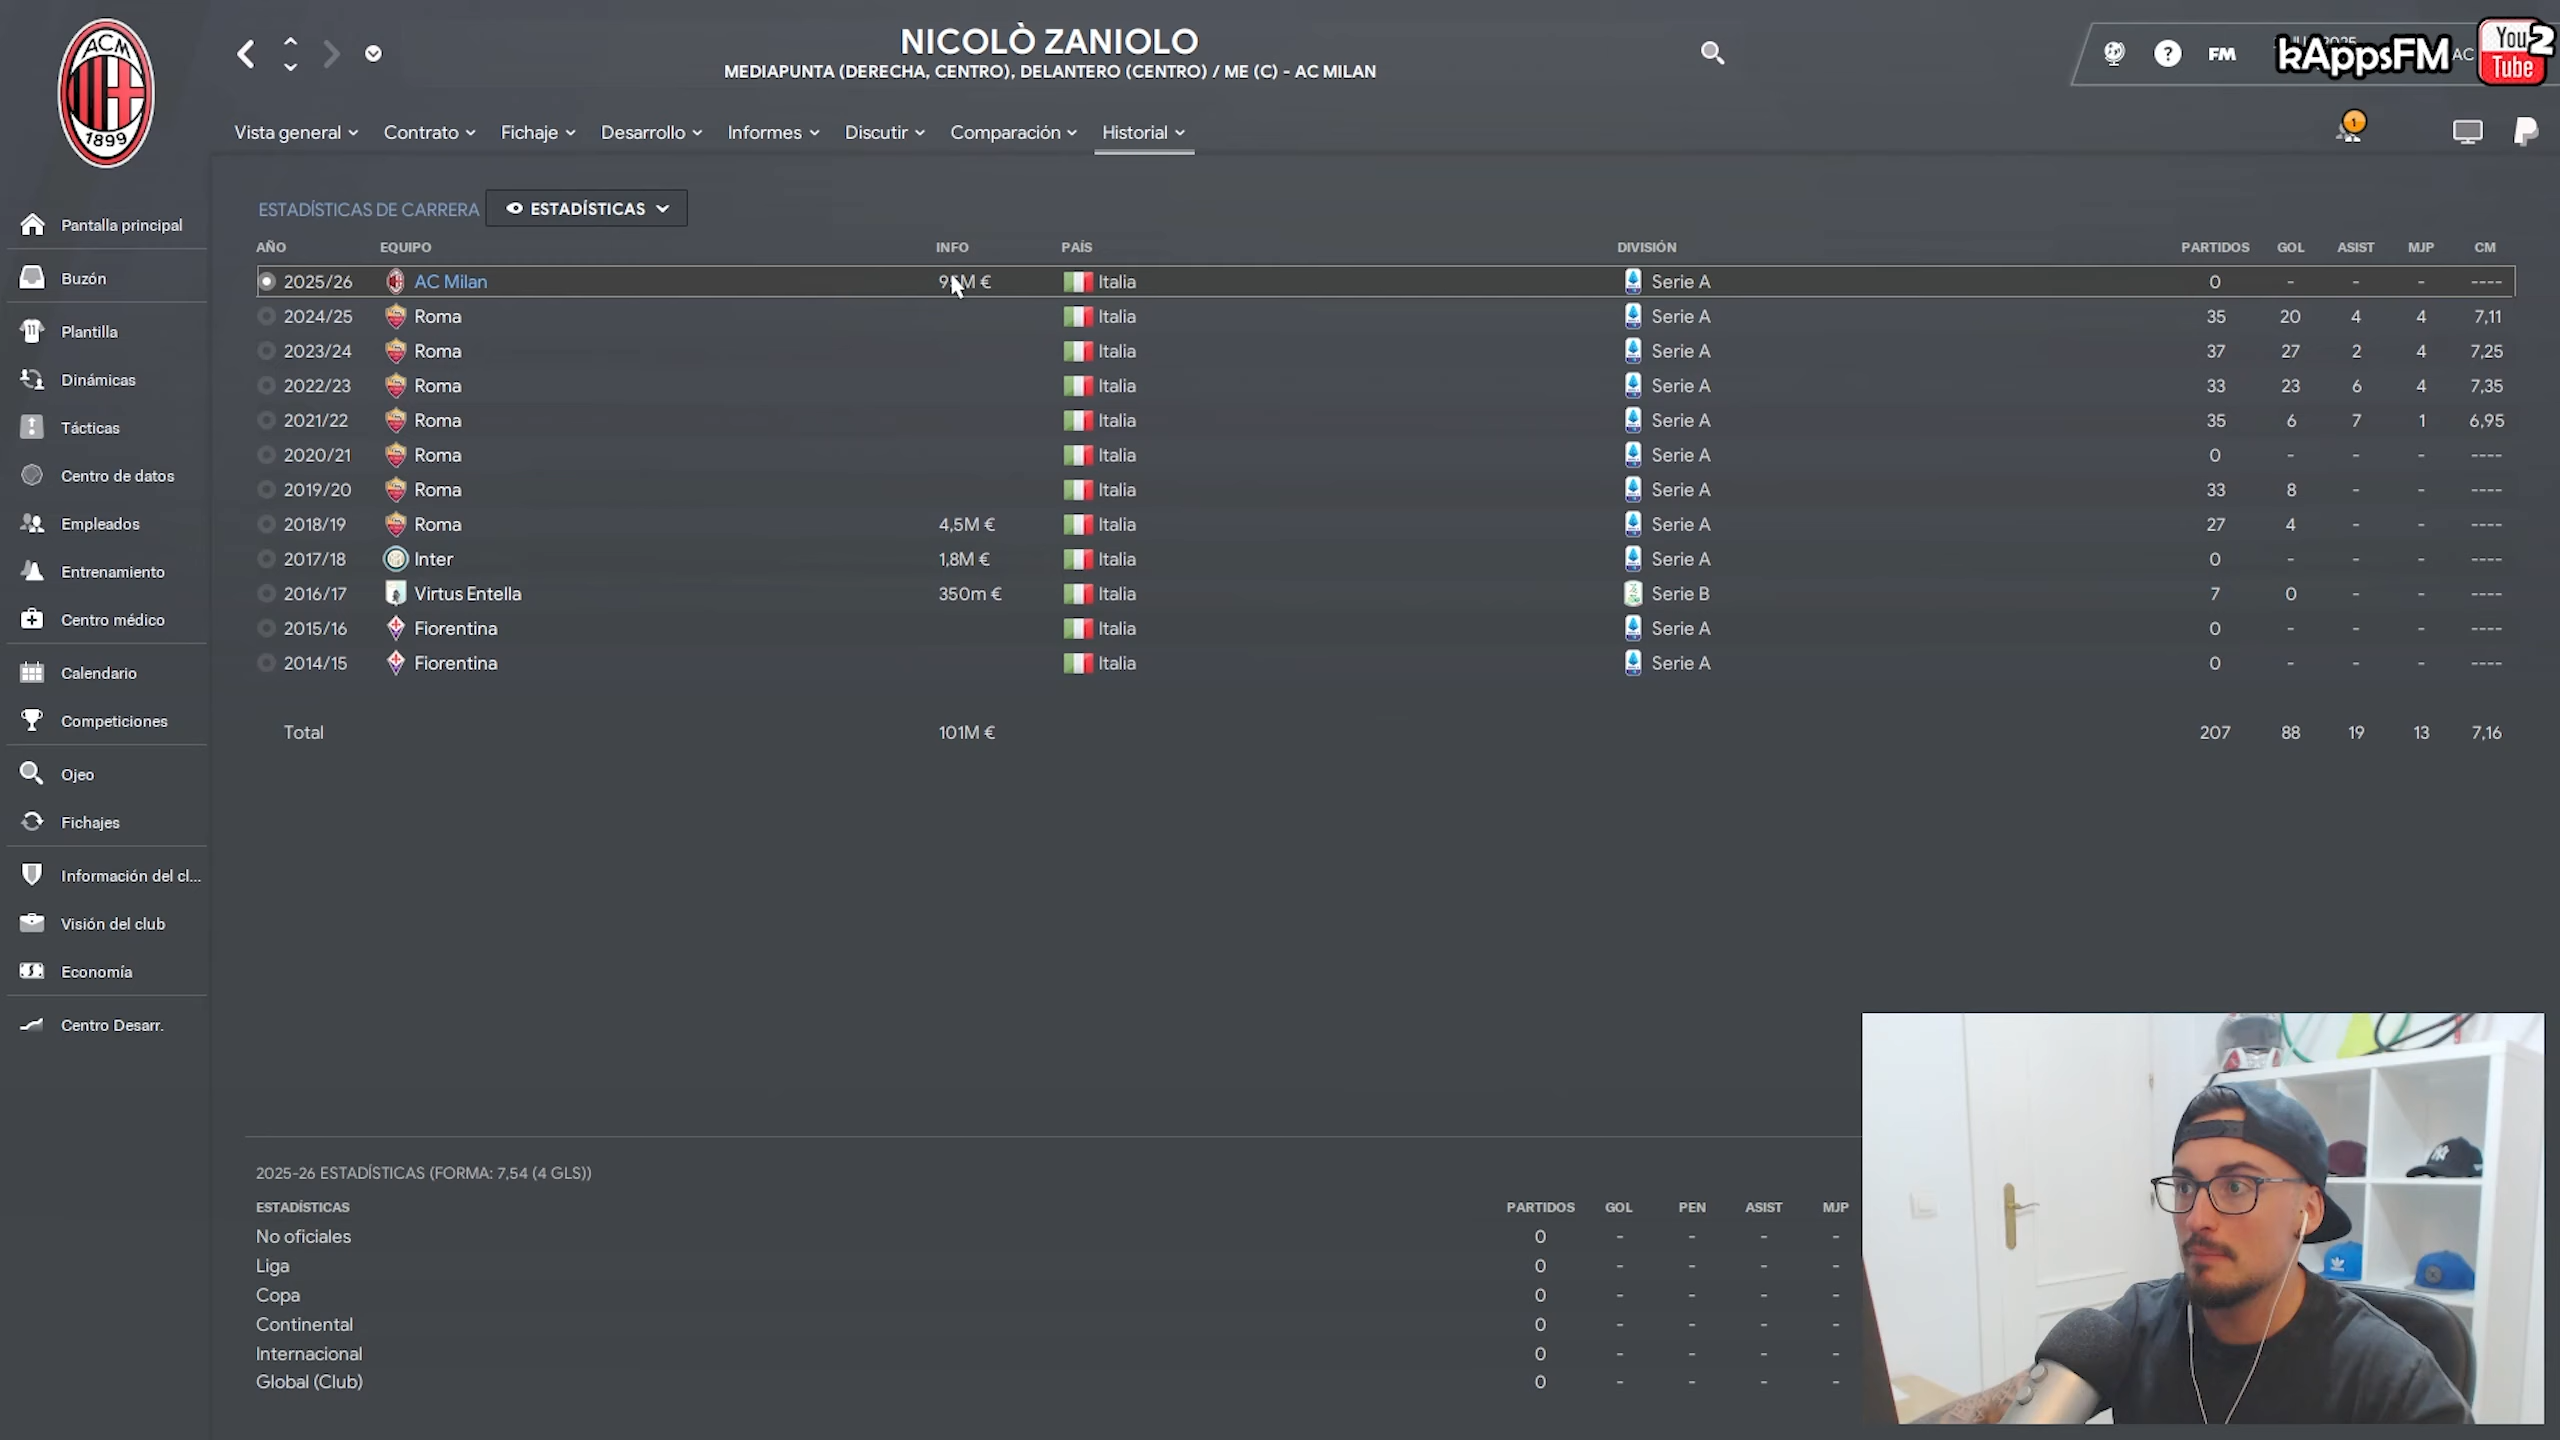 NICOLÒ ZANIOLO
MEDIAPUNTA (DERECHA, CENTRO), DELANTERO (CENTRO) / ME (C) - AC MILAN
FM
kAppsFM
AC
You2
Tube
ACM
1899
Vista general Contrato Fichaje Desarrollo Informes Discutir Comparación Historial
1
Pantalla principal
Buzón
Plantilla
Dinámicas
Tácticas
Centro de datos
Empleados
Entrenamiento
Centro médico
Calendario
Competiciones
Ojeo
Fichajes
Información del cl...
Visión del club
Economía
Centro Desarr.
ESTADÍSTICAS DE CARRERA ESTADÍSTICAS
AÑO EQUIPO INFO PAÍS DIVISIÓN PARTIDOS GOL ASIST MJP CM
2025/26 AC Milan Italia Serie A 0 - - - ----
2024/25 Roma Italia Serie A 35 20 4 4 7,11
2023/24 Roma Italia Serie A 37 27 2 4 7,25
2022/23 Roma Italia Serie A 33 23 6 4 7,35
2021/22 Roma Italia Serie A 35 6 7 1 6,95
2020/21 Roma Italia Serie A 0 - - - ----
2019/20 Roma Italia Serie A 33 8 - - ----
2018/19 Roma 4,5M € Italia Serie A 27 4 - - ----
2017/18 Inter 1,8M € Italia Serie A 0 - - - ----
2016/17 Virtus Entella 350m € Italia Serie B 7 0 - - ----
2015/16 Fiorentina Italia Serie A 0 - - - ----
2014/15 Fiorentina Italia Serie A 0 - - - ----
Total 101M € 207 88 19 13 7,16
2025-26 ESTADÍSTICAS (FORMA: 7,54 (4 GLS))
ESTADÍSTICAS PARTIDOS GOL PEN ASIST MJP
No oficiales 0 - - - -
Liga 0 - - - -
Copa 0 - - - -
Continental 0 - - - -
Internacional 0 - - - -
Global (Club) 0 - - - -